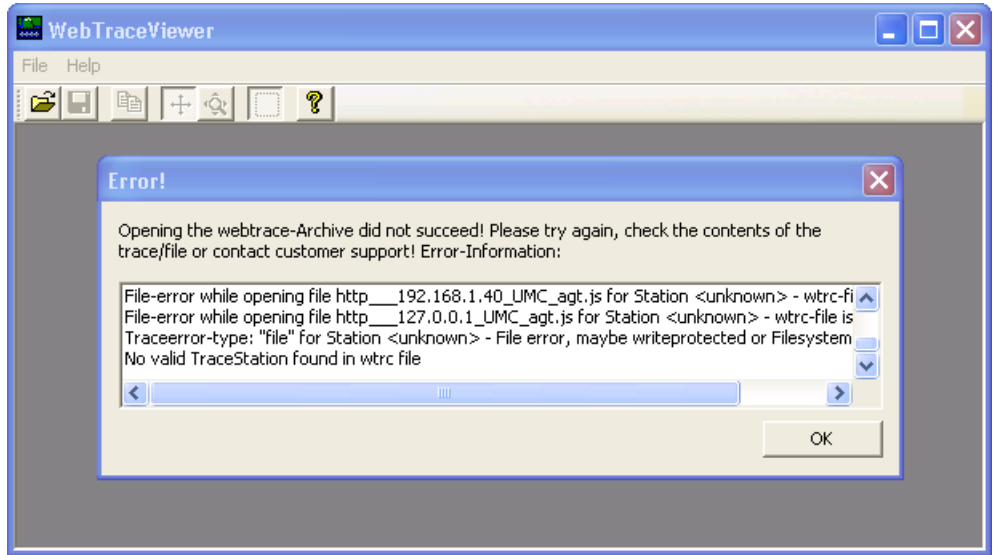 WebTraceViewer
File Help
Error!
Opening the webtrace-Archive did not succeed! Please try again, check the contents of the
trace/file or contact customer support! Error-Information:
File-error while opening file http___192.168.1.40_UMC_agt.js for Station <unknown> - wtrc-fi
File-error while opening file http___127.0.0.1_UMC_agt.js for Station <unknown> - wtrc-file is
Traceerror-type: "file" for Station <unknown> - File error, maybe writeprotected or Filesystem
No valid TraceStation found in wtrc file
OK